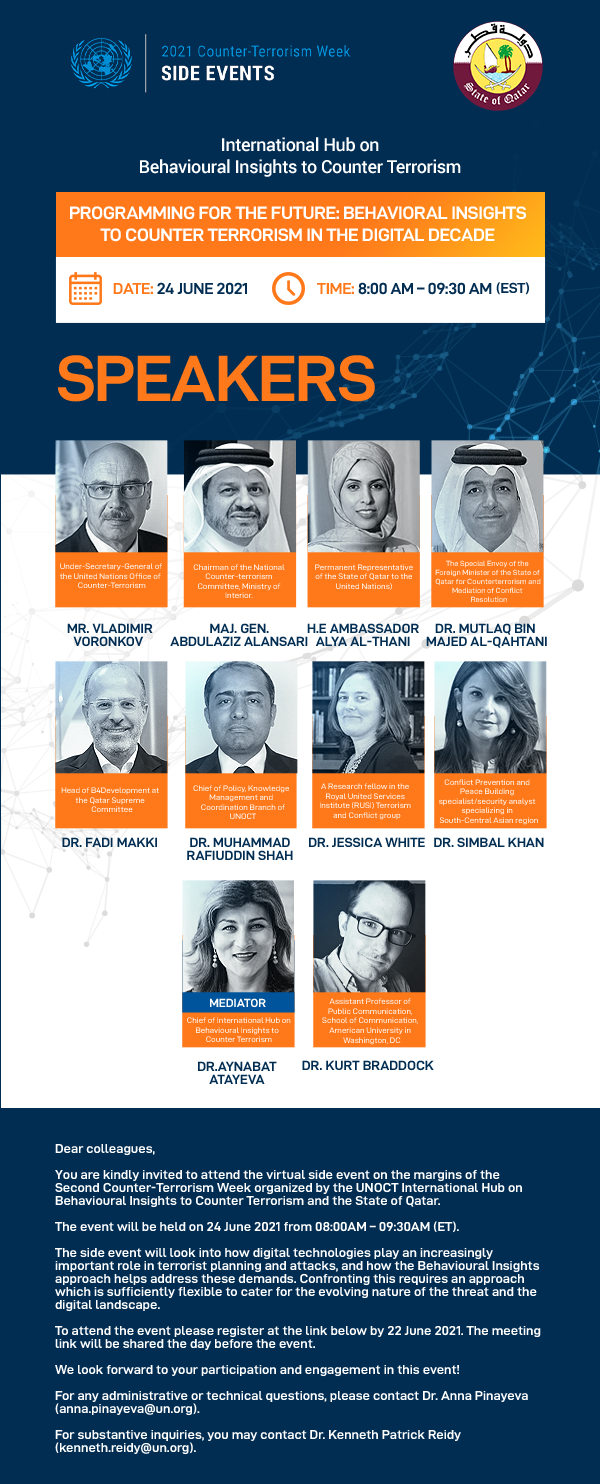 2021 Counter-Terrorism Week
SIDE EVENTS
دولة قطر
State of Qatar
International Hub on
Behavioural Insights to Counter Terrorism
PROGRAMMING FOR THE FUTURE: BEHAVIORAL INSIGHTS
TO COUNTER TERRORISM IN THE DIGITAL DECADE
DATE: 24 JUNE 2021
TIME: 8:00 AM – 09:30 AM (EST)
SPEAKERS
Under-Secretary-General of
the United Nations Office of
Counter-Terrorism
MR. VLADIMIR
VORONKOV
Chairman of the National
Counter-terrorism
Committee, Ministry of
Interior
MAJ. GEN.
ABDULAZIZ ALANSARI
Permanent Representative
of the State of Qatar to the
United Nations)
H.E AMBASSADOR
ALYA AL-THANI
The Special Envoy of the
Foreign Minister of the State of
Qatar for Counterterrorism and
Mediation of Conflict
Resolution
DR. MUTLAQ BIN
MAJED AL-QAHTANI
Head of B4Development at
the Qatar Supreme
Committee
DR. FADI MAKKI
Chief of Policy, Knowledge
Management and
Coordination Branch of
UNOCT
DR. MUHAMMAD
RAFIUDDIN SHAH
A Research fellow in the
Royal United Services
Institute (RUSI) Terrorism
and Conflict group
DR. JESSICA WHITE
Conflict Prevention and
Peace Building
specialist/security analyst
specializing in
South-Central Asian region
DR. SIMBAL KHAN
MEDIATOR
Chief of International Hub on
Behavioural Insights to
Counter Terrorism
DR.AYNABAT
ATAYEVA
Assistant Professor of
Public Communication,
School of Communication,
American University in
Washington, DC
DR. KURT BRADDOCK
Dear colleagues,
You are kindly invited to attend the virtual side event on the margins of the
Second Counter-Terrorism Week organized by the UNOCT International Hub on
Behavioural Insights to Counter Terrorism and the State of Qatar.
The event will be held on 24 June 2021 from 08:00AM – 09:30AM (ET).
The side event will look into how digital technologies play an increasingly
important role in terrorist planning and attacks, and how the Behavioural Insights
approach helps address these demands. Confronting this requires an approach
which is sufficiently flexible to cater for the evolving nature of the threat and the
digital landscape.
To attend the event please register at the link below by 22 June 2021. The meeting
link will be shared the day before the event.
We look forward to your participation and engagement in this event!
For any administrative or technical questions, please contact Dr. Anna Pinayeva
(anna.pinayeva@un.org).
For substantive inquiries, you may contact Dr. Kenneth Patrick Reidy
(kenneth.reidy@un.org).